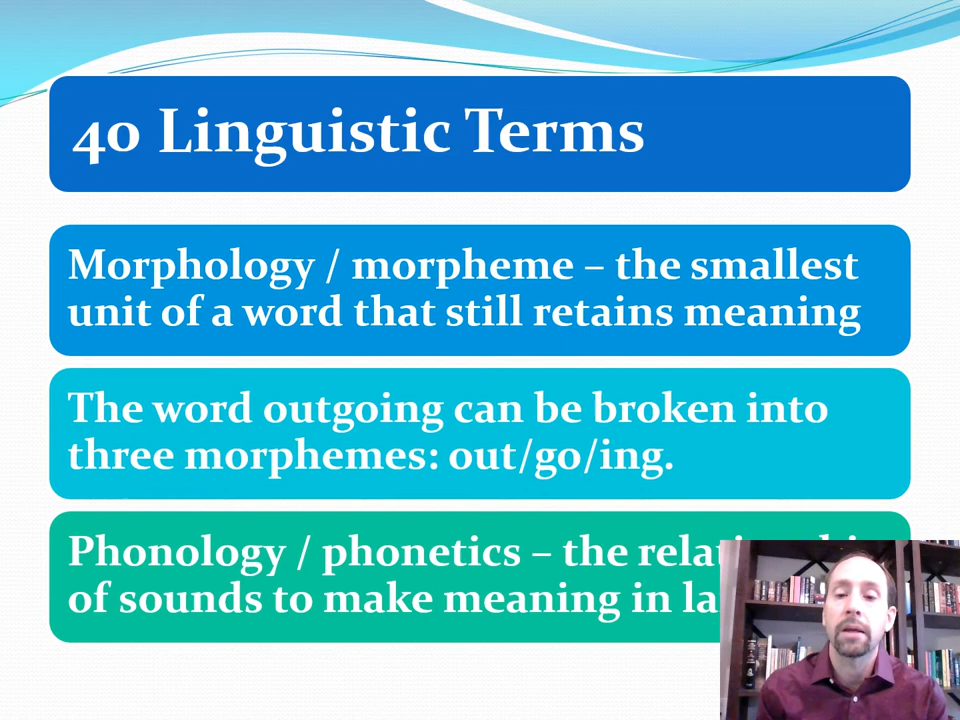 40 Linguistic Terms
Morphology / morpheme – the smallest
unit of a word that still retains meaning
The word outgoing can be broken into
three morphemes: out/go/ing.
Phonology / phonetics – the
of sounds to make meaning in